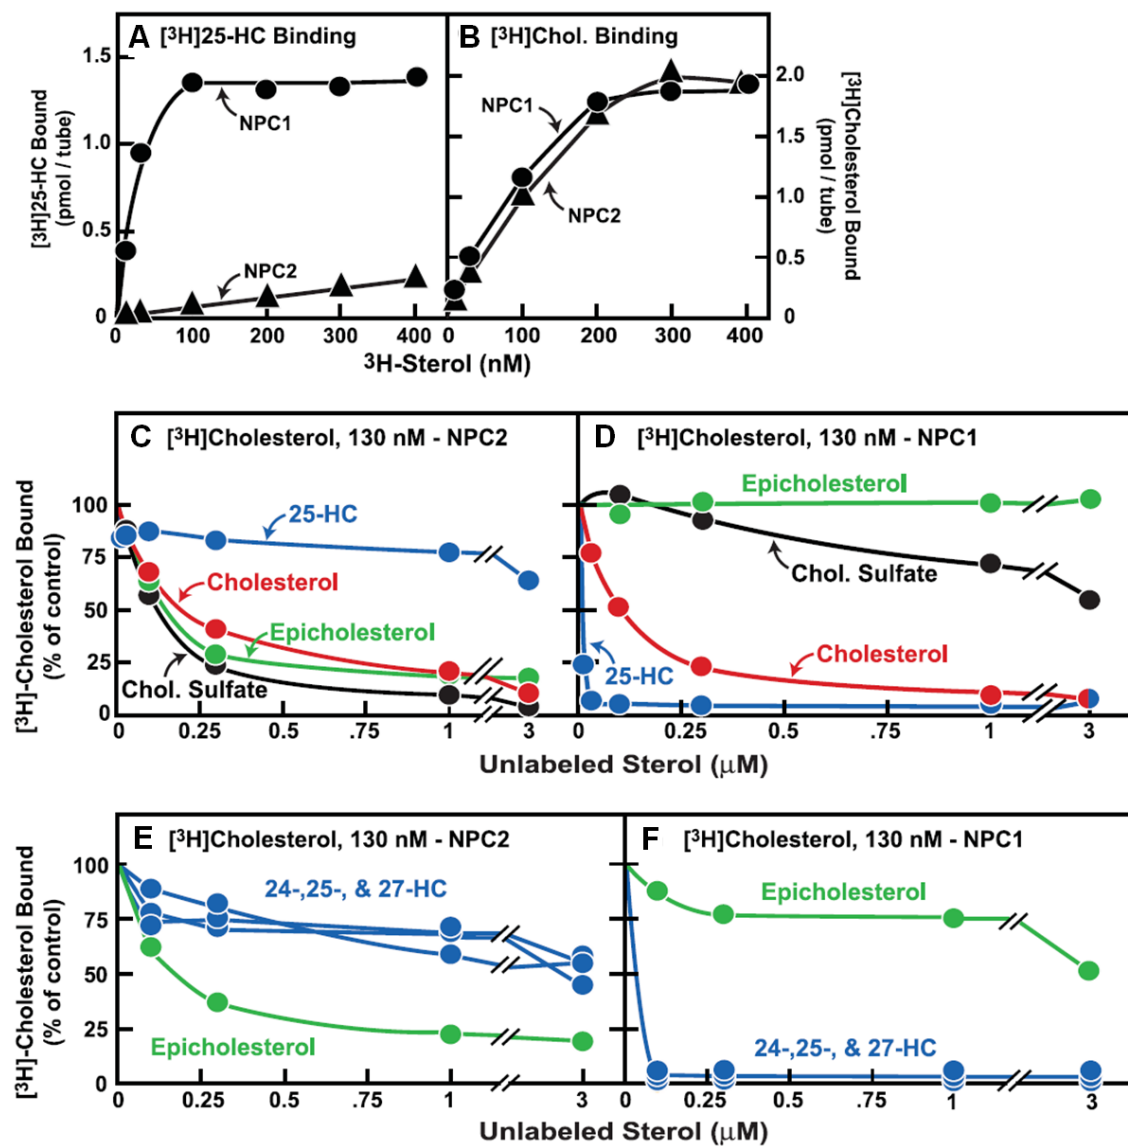 A [³H]25-HC Binding
B [³H]Chol. Binding
[³H]25-HC Bound
(pmol / tube)
1.5
1.0
0.5
0
NPC1
NPC2
NPC1
NPC2
2.0
1.5
1.0
0.5
0
[³H]Cholesterol Bound
(pmol / tube)
0 100 200 300 400 0 100 200 300 400
³H-Sterol (nM)
C [³H]Cholesterol, 130 nM - NPC2
D [³H]Cholesterol, 130 nM - NPC1
[³H]-Cholesterol Bound
(% of control)
100
75
50
25
0
25-HC
Cholesterol
Epicholesterol
Chol. Sulfate
Epicholesterol
Chol. Sulfate
Cholesterol
25-HC
0 0.25 .5 .75 1 3 0 0.25 0.5 .75 1 3
Unlabeled Sterol (μM)
E [³H]Cholesterol, 130 nM - NPC2
F [³H]Cholesterol, 130 nM - NPC1
[³H]-Cholesterol Bound
(% of control)
100
75
50
25
0
24-,25-, & 27-HC
Epicholesterol
Epicholesterol
24-,25-, & 27-HC
0 0.25 .5 .75 1 3 0 0.25 0.5 .75 1 3
Unlabeled Sterol (μM)